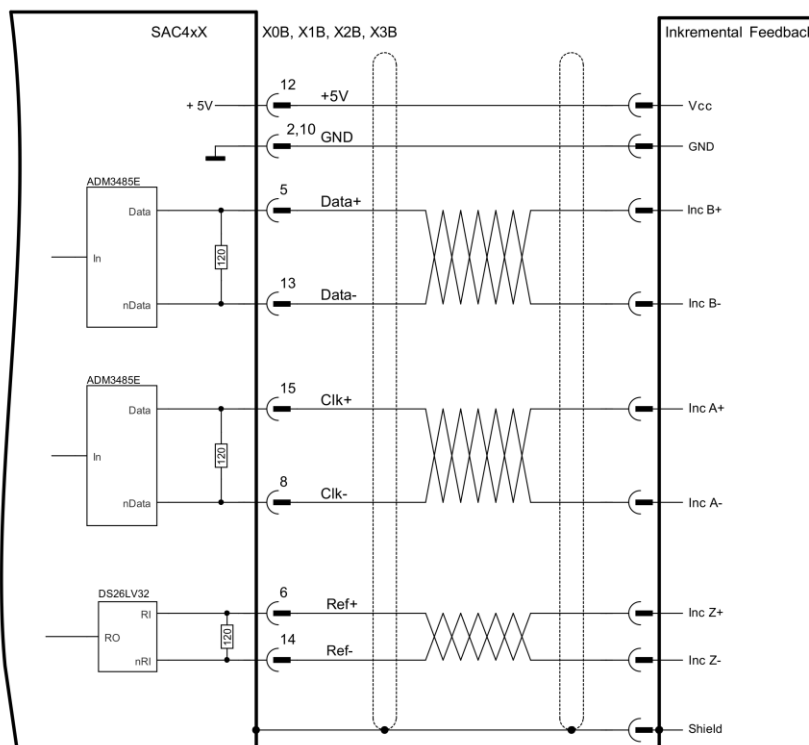 SAC4xX
X0B, X1B, X2B, X3B
Inkremental Feedback
+ 5V
12
+5V
Vcc
2,10
GND
GND
ADM3485E
Data
In
nData
120
5
Data+
Inc B+
13
Data-
Inc B-
ADM3485E
Data
In
nData
120
15
Clk+
Inc A+
8
Clk-
Inc A-
DS26LV32
RI
RO
nRI
120
6
Ref+
Inc Z+
14
Ref-
Inc Z-
Shield